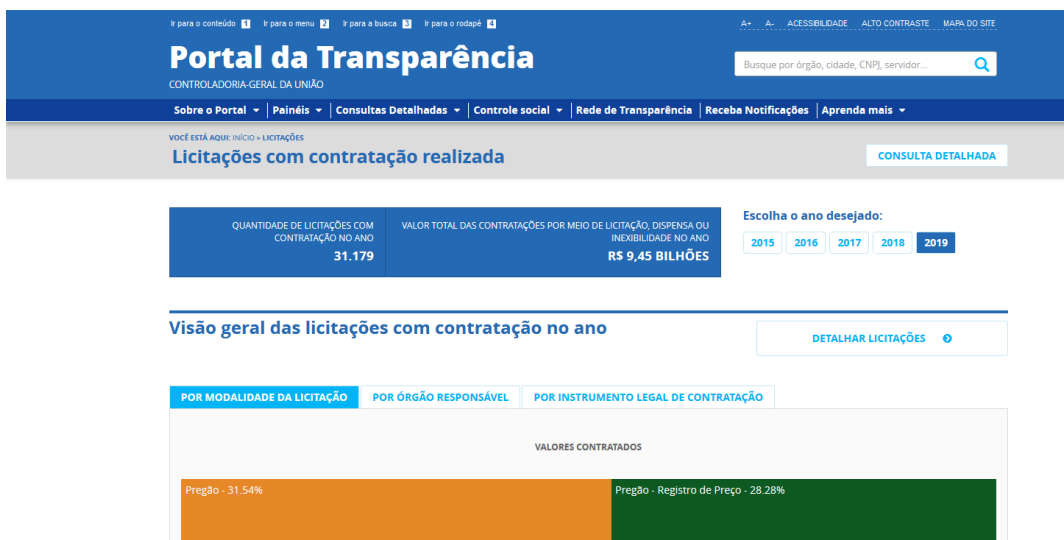 Ir para o conteúdo 1 Ir para o menu 2 Ir para a busca 3 Ir para o rodapé 4
A+ A- ACESSIBILIDADE ALTO CONTRASTE MAPA DO SITE
Portal da Transparência
Busque por órgão, cidade, CNPJ, servidor...
CONTROLADORIA-GERAL DA UNIÃO
Sobre o Portal Painéis Consultas Detalhadas Controle social Rede de Transparência Receba Notificações Aprenda mais
VOCÊ ESTÁ AQUI: INÍCIO » LICITAÇÕES
Licitações com contratação realizada
CONSULTA DETALHADA
QUANTIDADE DE LICITAÇÕES COM
CONTRATAÇÃO NO ANO
31.179
VALOR TOTAL DAS CONTRATAÇÕES POR MEIO DE LICITAÇÃO, DISPENSA OU
INEXIBILIDADE NO ANO
R$ 9,45 BILHÕES
Escolha o ano desejado:
2015 2016 2017 2018 2019
Visão geral das licitações com contratação no ano
DETALHAR LICITAÇÕES
POR MODALIDADE DA LICITAÇÃO POR ÓRGÃO RESPONSÁVEL POR INSTRUMENTO LEGAL DE CONTRATAÇÃO
VALORES CONTRATADOS
Pregão - 31.54%
Pregão - Registro de Preço - 28.28%